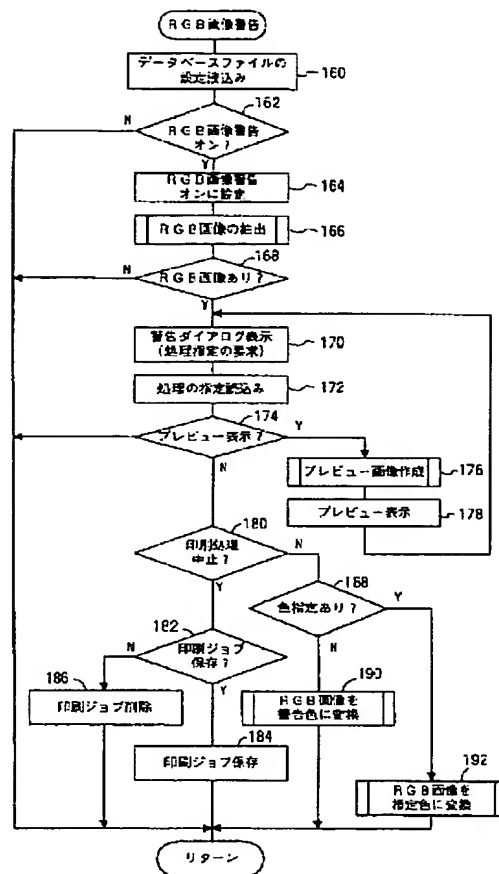 RGB画像警告
データベースファイルの
設定読込み
160
162
N
RGB画像警告
オン?
Y
RGB画像警告
オンに設定
164
RGB画像の抽出
166
168
N
RGB画像あり?
Y
警告ダイアログ表示
(処理指定の要求)
170
処理の指定読込み
172
174
プレビュー表示?
Y
N
プレビュー画像作成
176
プレビュー表示
178
180
印刷処理
中止?
N
Y
188
色指定あり?
Y
N
182
N
印刷ジョブ
保存?
Y
186
印刷ジョブ削除
190
RGB画像を
警告色に変換
184
印刷ジョブ保存
192
RGB画像を
指定色に変換
リターン